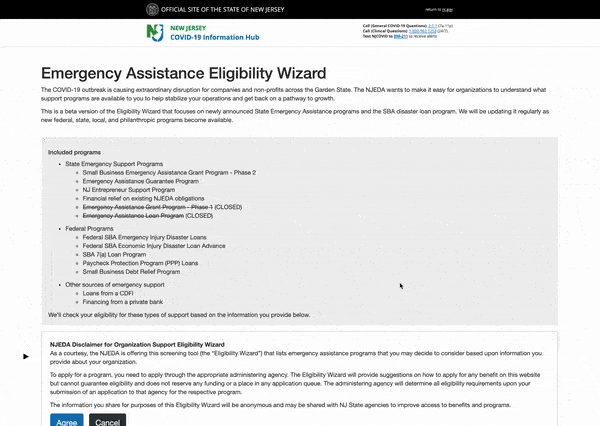 OFFICIAL SITE OF THE STATE OF NEW JERSEY
return to nj.gov
NEW JERSEY
COVID-19 Information Hub
Call (General COVID-19 Questions):
Call (Clinical Questions): 1-800-962-1253 (24/7)
Text NJCOVID to 898-211 to receive alerts
Emergency Assistance Eligibility Wizard
The COVID-19 outbreak is causing extraordinary disruption for companies and non-profits across the Garden State. The NJEDA wants to make it easy for organizations to understand what
support programs are available to you to help stabilize your operations and get back on a pathway to growth.
This is a beta version of the Eligibility Wizard that focuses on newly announced State Emergency Assistance programs and the SBA disaster loan program. We will be updating it regularly as
new federal, state, local, and philanthropic programs become available.
Included programs
State Emergency Support Programs
Small Business Emergency Assistance Grant Program - Phase 2
Emergency Assistance Guarantee Program
NJ Entrepreneur Support Program
Financial relief on existing NJEDA obligations
Emergency Assistance Grant Program - Phase 1 (CLOSED)
Emergency Assistance Loan Program (CLOSED)
Federal Programs
Federal SBA Emergency Injury Disaster Loans
Federal SBA Economic Injury Disaster Loan Advance
SBA 7(a) Loan Program
Paycheck Protection Program (PPP) Loans
Small Business Debt Relief Program
Other sources of emergency support
Loans from a CDFI
Financing from a private bank
We'll check your eligibility for these types of support based on the information you provide below.
NJEDA Disclaimer for Organization Support Eligibility Wizard
As a courtesy, the NJEDA is offering this screening tool (the "Eligibility Wizard") that lists emergency assistance programs that you may decide to consider based upon information you
provide about your organization.
To apply for a program, you need to apply through the appropriate administering agency. The Eligibility Wizard will provide suggestions on how to apply for any benefit on this website
but cannot guarantee eligibility and does not reserve any funding or a place in any application queue. The administering agency will determine all eligibility requirements upon your
submission of an application to that agency for the respective program.
The information you share for purposes of this Eligibility Wizard will be anonymous and may be shared with NJ State agencies to improve access to benefits and programs.
Agree
Cancel